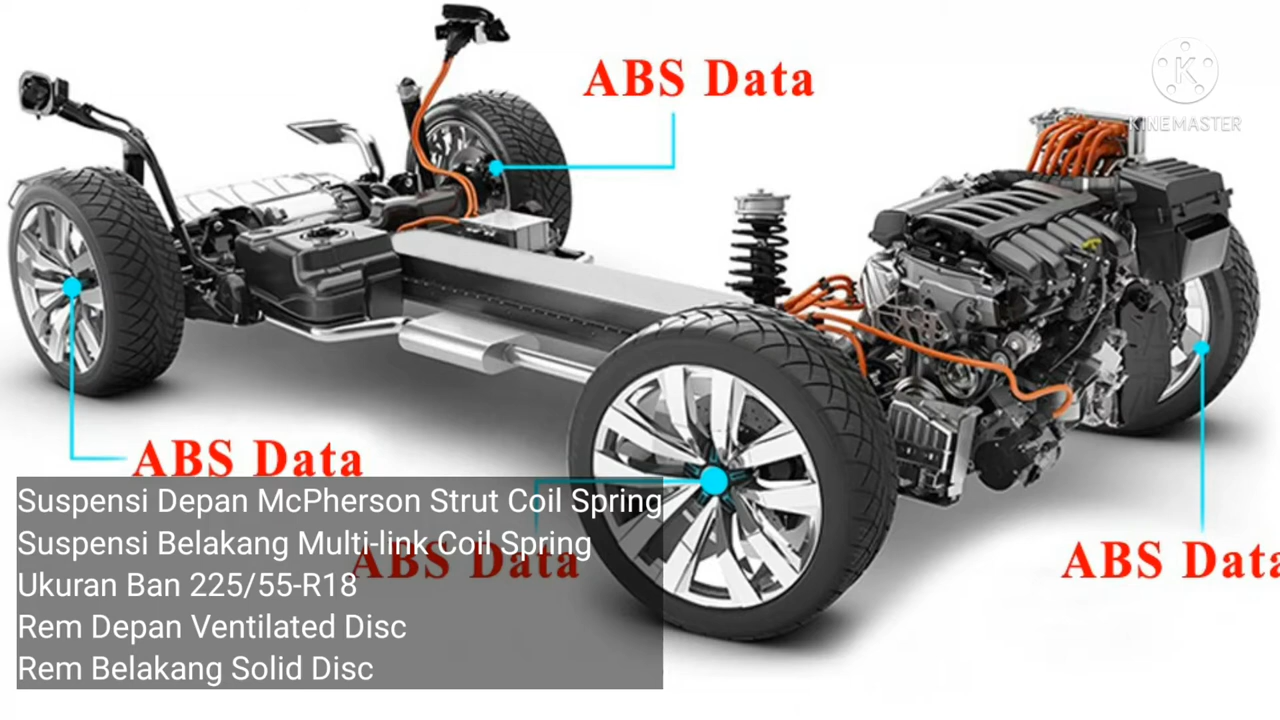 ABS Data
K
KINEMASTER
ABS Data
Suspensi Depan McPherson Strut Coil Spring
Suspensi Belakang Multi-link Coil Spring
ABS Data
ABS Data
Ukuran Ban 225/55-R18
Rem Depan Ventilated Disc
Rem Belakang Solid Disc